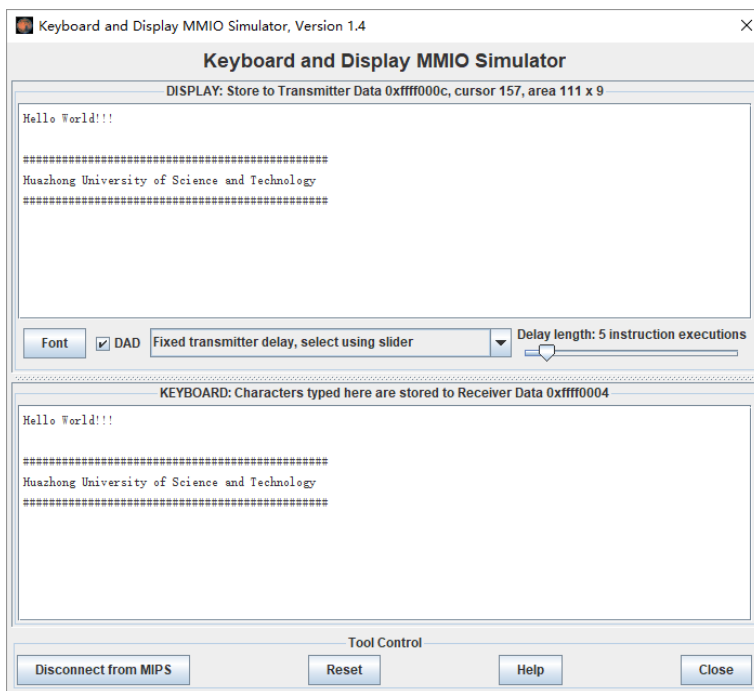 Keyboard and Display MMIO Simulator, Version 1.4
Keyboard and Display MMIO Simulator
DISPLAY: Store to Transmitter Data 0xffff000c, cursor 157, area 111 x 9
Hello World!!!
###############################################
Huazhong University of Science and Technology
###############################################
Font
DAD
Fixed transmitter delay, select using slider
Delay length: 5 instruction executions
KEYBOARD: Characters typed here are stored to Receiver Data 0xffff0004
Hello World!!!
###############################################
Huazhong University of Science and Technology
###############################################
Tool Control
Disconnect from MIPS
Reset
Help
Close